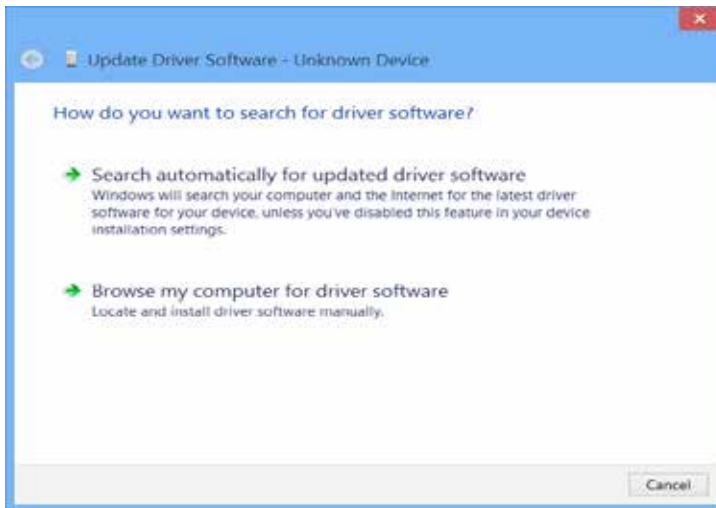 Update Driver Software - Unknown Device
How do you want to search for driver software?
Search automatically for updated driver software
Windows will search your computer and the Internet for the latest driver
software for your device, unless you've disabled this feature in your device
installation settings.
Browse my computer for driver software
Locate and install driver software manually.
Cancel